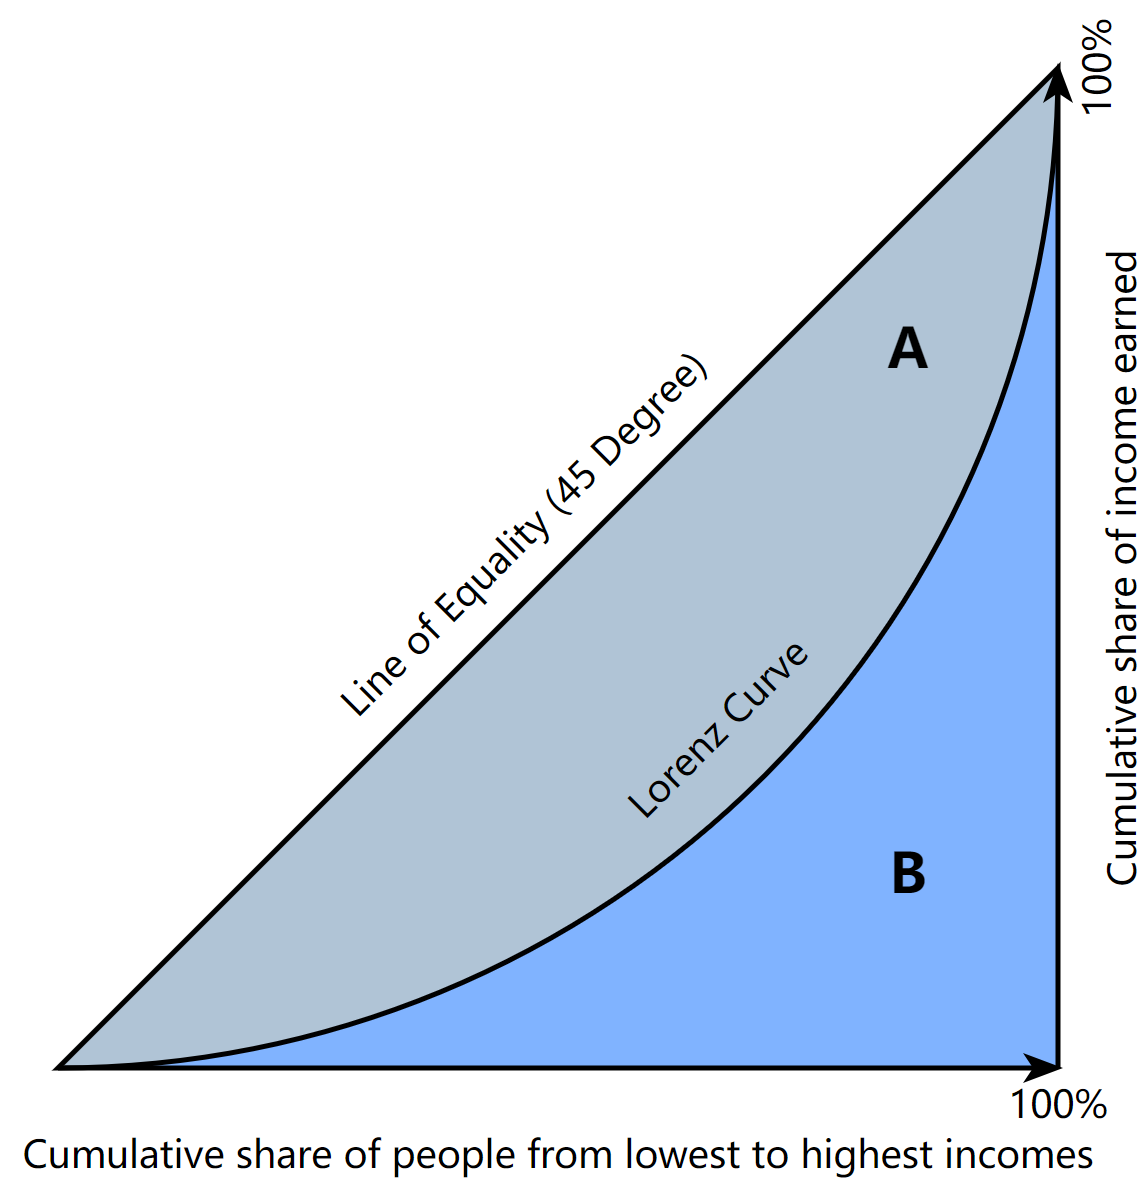 100%
Cumulative share of income earned
A
Line of Equality (45 Degree)
Lorenz Curve
B
100%
Cumulative share of people from lowest to highest incomes